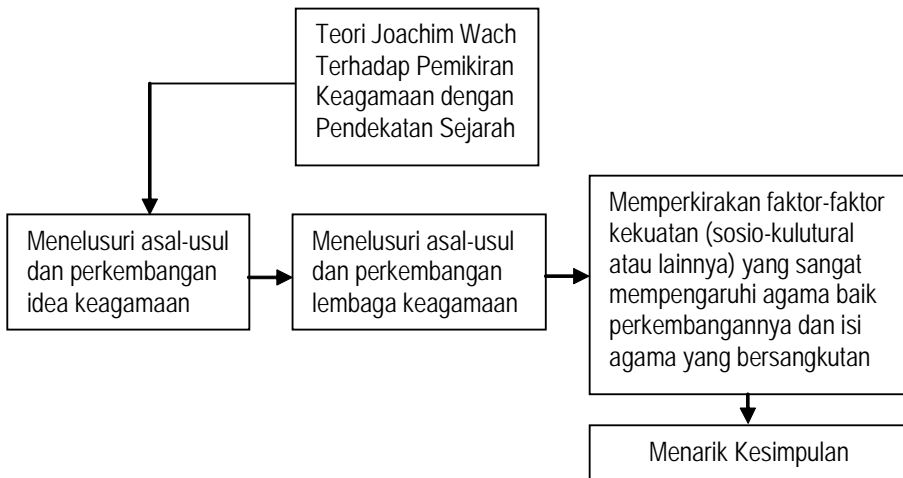 Teori Joachim Wach
Terhadap Pemikiran
Keagamaan dengan
Pendekatan Sejarah
Menelusuri asal-usul
dan perkembangan
idea keagamaan
Menelusuri asal-usul
dan perkembangan
lembaga keagamaan
Memperkirakan faktor-faktor
kekuatan (sosio-kulutural
atau lainnya) yang sangat
mempengaruhi agama baik
perkembangannya dan isi
agama yang bersangkutan
Menarik Kesimpulan